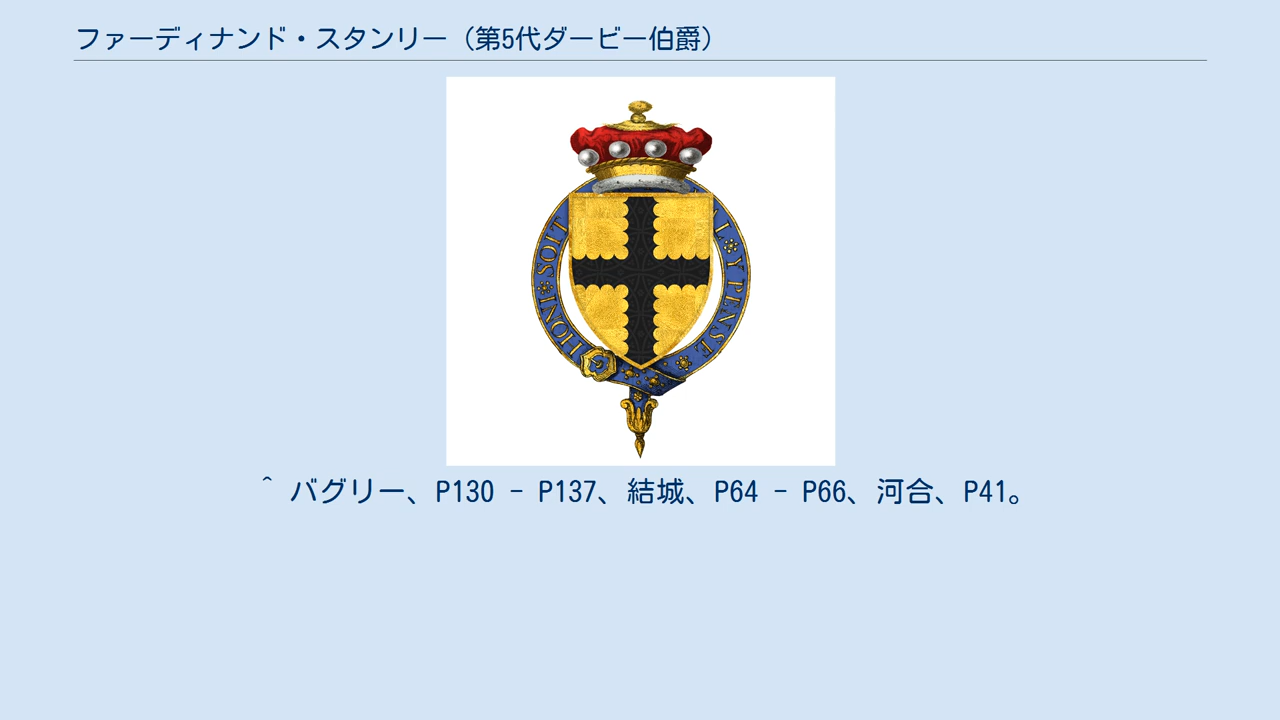 ファーディナンド・スタンリー（第5代ダービー伯爵）
HONI SOIT
L Y PENSE
^ バグリー、P130 - P137、結城、P64 - P66、河合、P41。